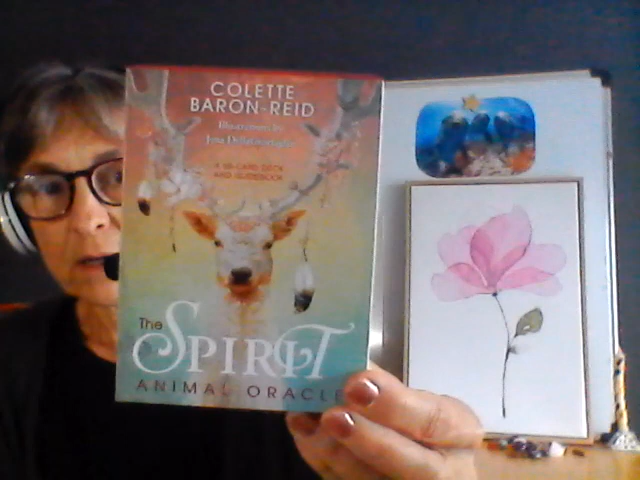 COLETTE
BARON-REID
Illustrations by
Jena DellaGrottaglia
A 68-CARD DECK
AND GUIDEBOOK
The
SPIRIT
ANIMAL ORACLE